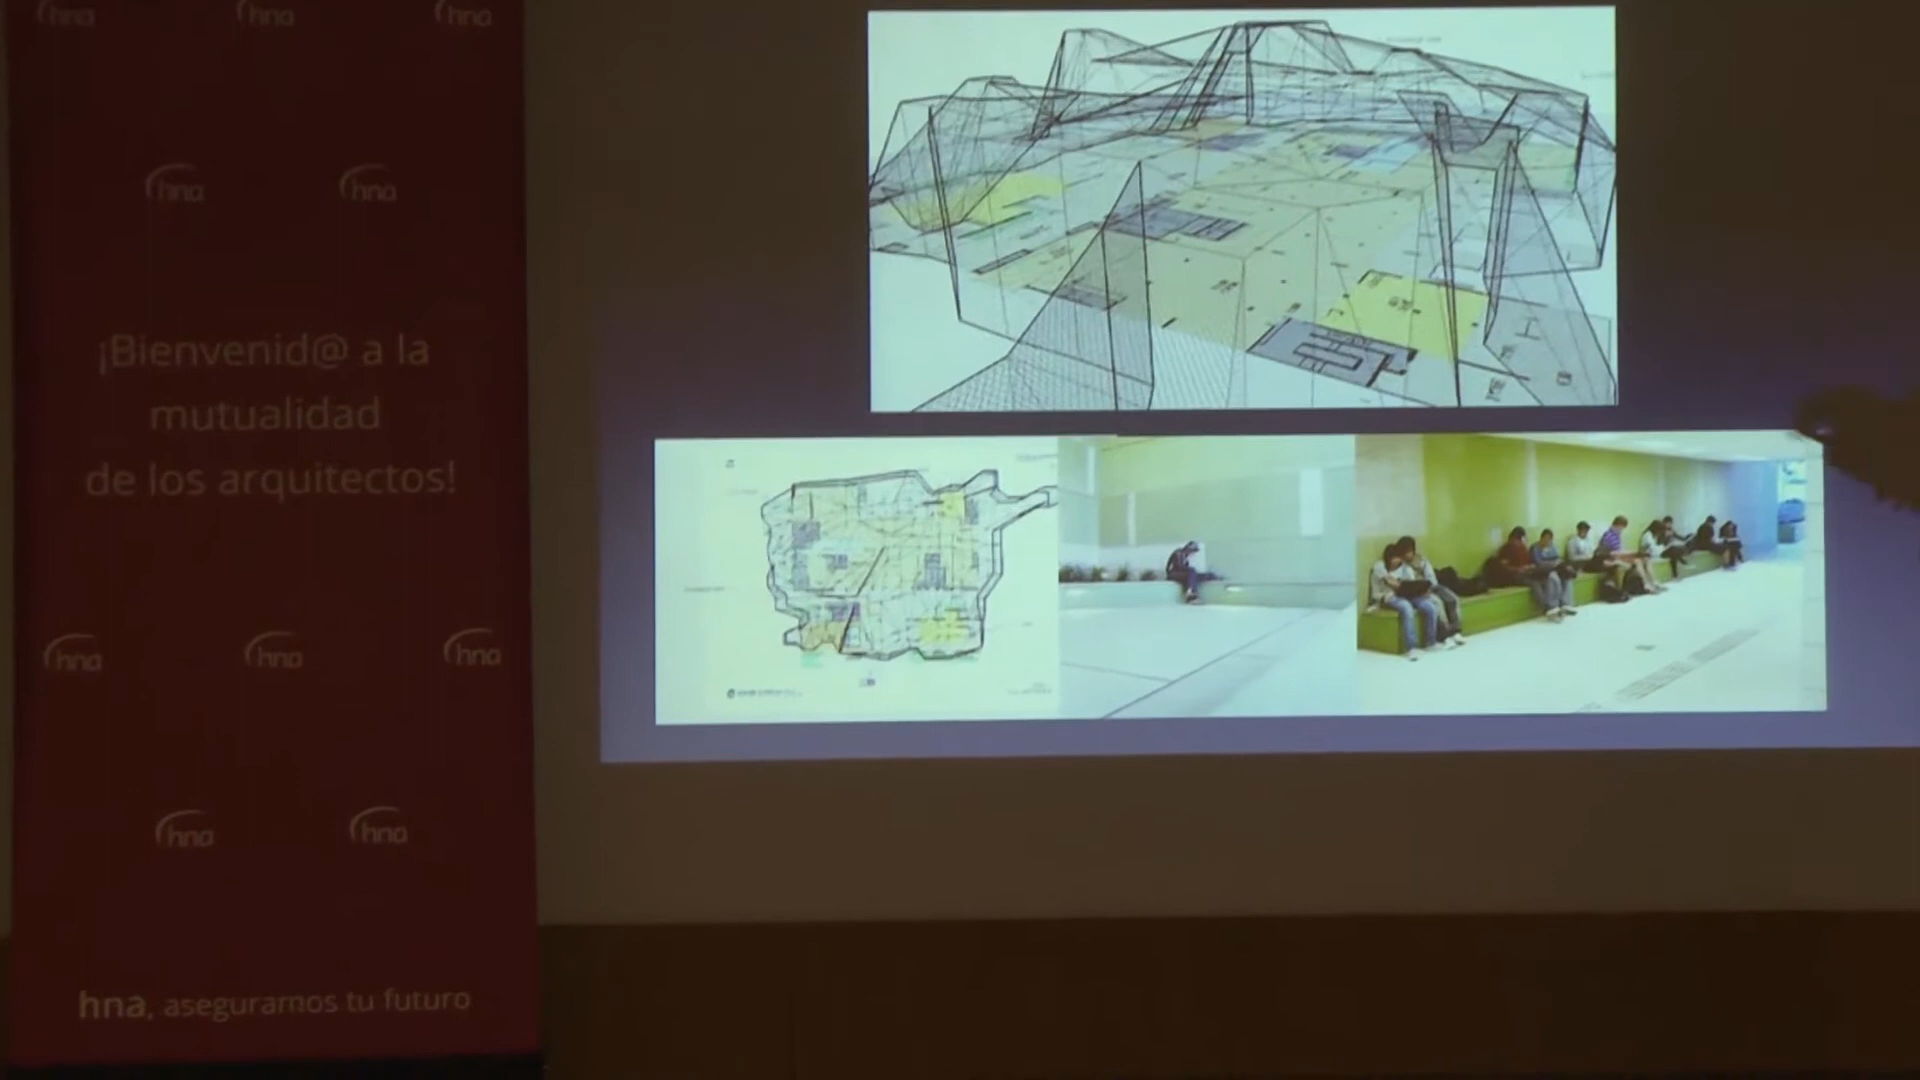 hna hna hna
hna hna
¡Bienvenid@ a la
mutualidad
de los arquitectos!
hna hna hna
hna hna
hna, aseguramos tu futuro